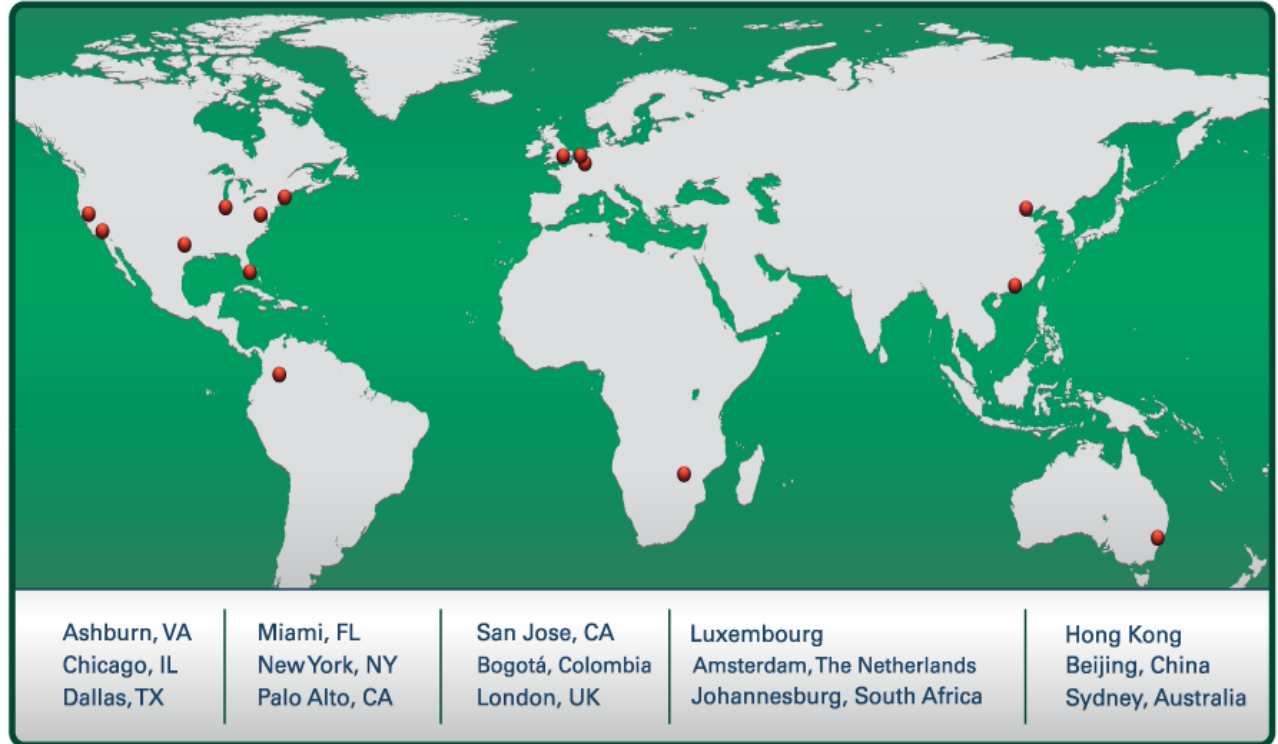 Ashburn, VA
Chicago, IL
Dallas, TX
Miami, FL
New York, NY
Palo Alto, CA
San Jose, CA
Bogotá, Colombia
London, UK
Luxembourg
Amsterdam, The Netherlands
Johannesburg, South Africa
Hong Kong
Beijing, China
Sydney, Australia